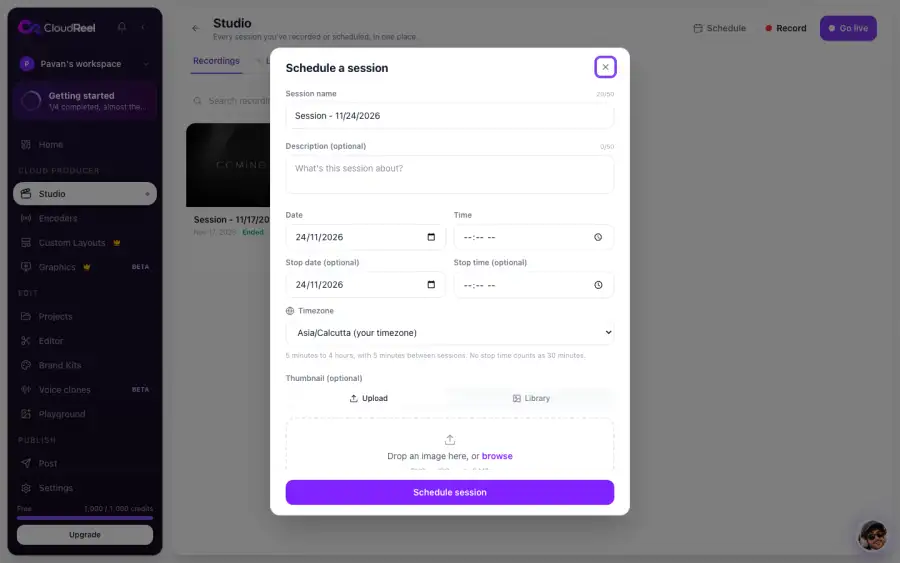 CloudReel
P Pavan's workspace
Getting started
1/4 completed, almost the...
Home
CLOUD PRODUCER
Studio
Encoders
Custom Layouts
Graphics BETA
EDIT
Projects
Editor
Brand Kits
Voice clones BETA
Playground
PUBLISH
Post
Settings
Free 1,000 / 1,000 credits
Upgrade
Studio
Every session you've recorded or scheduled, in one place.
Schedule
Record
Go live
Recordings
Search recordin
COMING
Session - 11/17/20
Nov 17, 2026 Ended
Schedule a session
Session name
Session - 11/24/2026
Description (optional) 0/50
What's this session about?
Date Time
24/11/2026 --:-- --
Stop date (optional) Stop time (optional)
24/11/2026 --:-- --
Timezone
Asia/Calcutta (your timezone)
5 minutes to 4 hours, with 5 minutes between sessions. No stop time counts as 30 minutes.
Thumbnail (optional)
Upload Library
Drop an image here, or browse
Schedule session